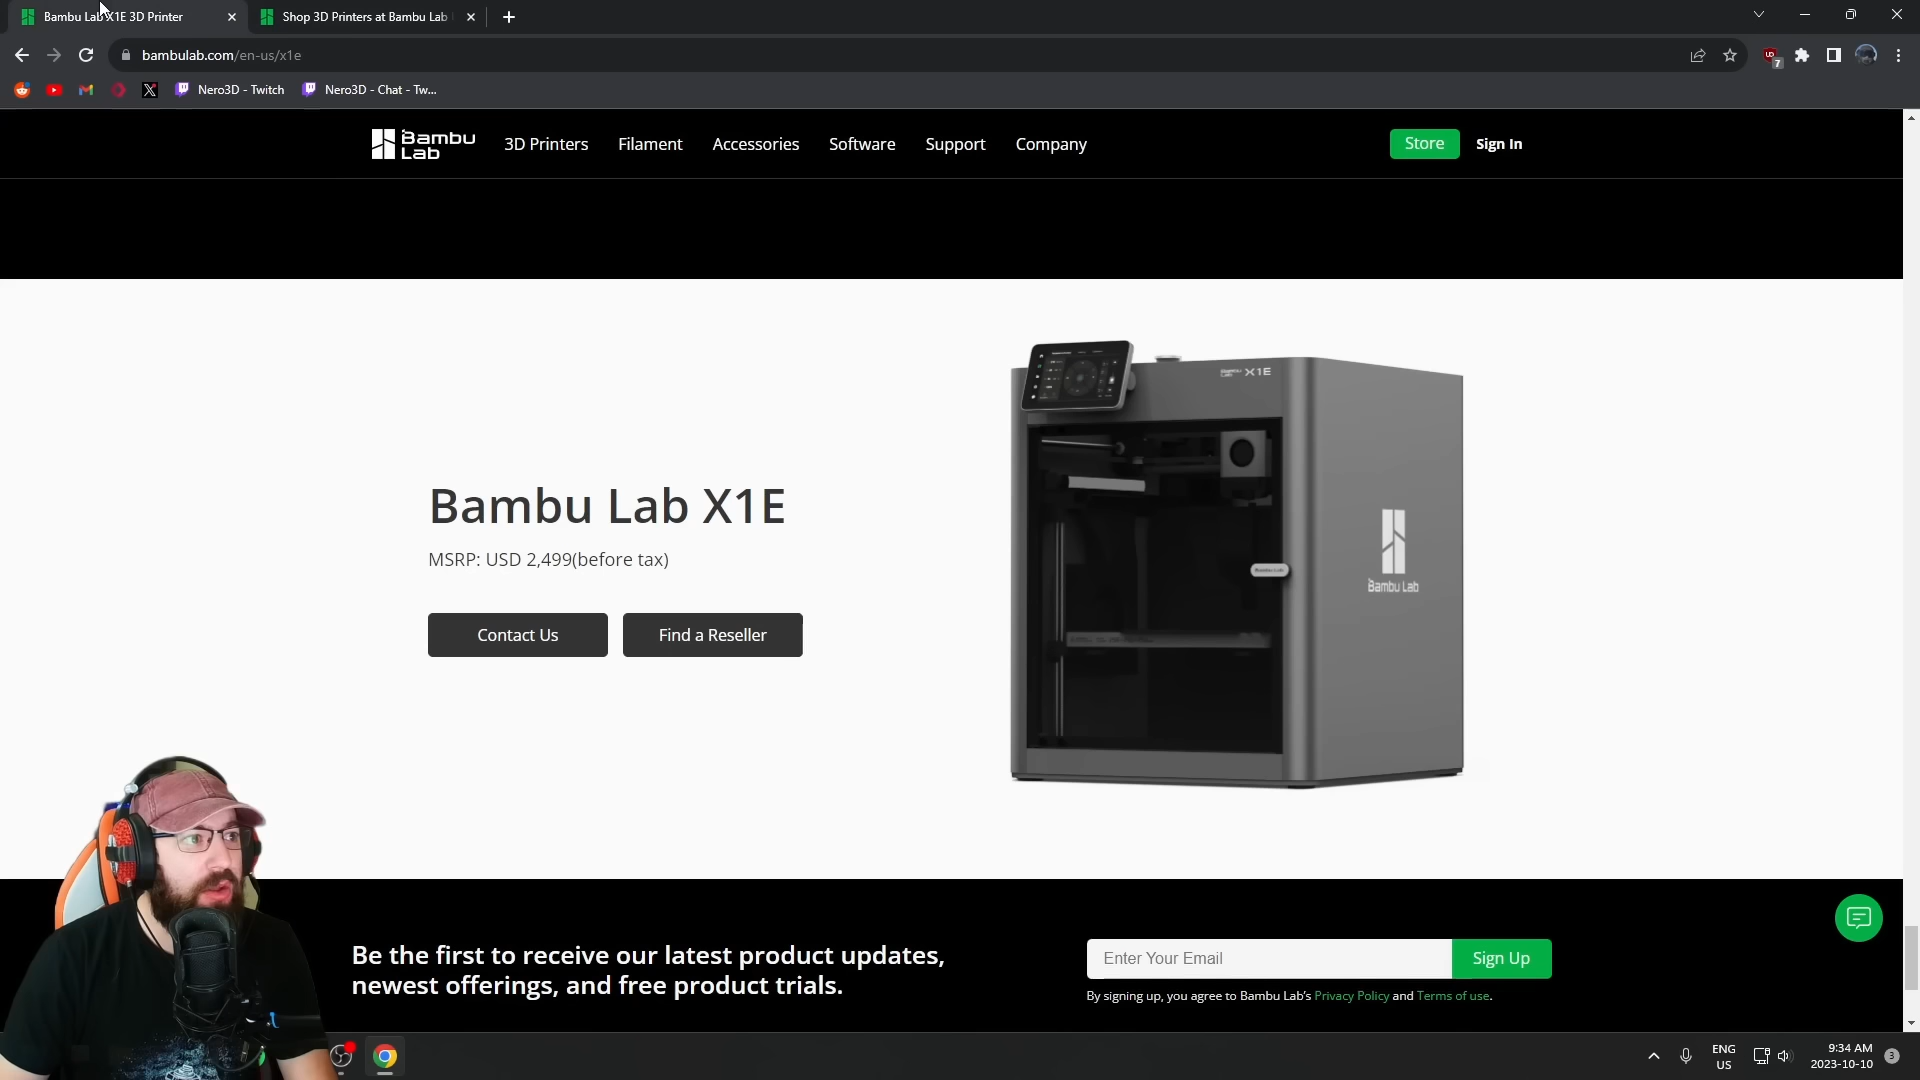 Bambu Lab X1E 3D Printer
Shop 3D Printers at Bambu Lab
bambulab.com/en-us/x1e
7
Nero3D - Twitch
Nero3D - Chat - Tw...
Bambu Lab
3D Printers
Filament
Accessories
Software
Support
Company
Store
Sign In
Bambu Lab X1E
Bambu Lab X1E
MSRP: USD 2,499(before tax)
Contact Us
Find a Reseller
Bambu Lab
Be the first to receive our latest product updates,
newest offerings, and free product trials.
Enter Your Email
Sign Up
By signing up, you agree to Bambu Lab's Privacy Policy and Terms of use.
ENG
US
9:34 AM
2023-10-10
3